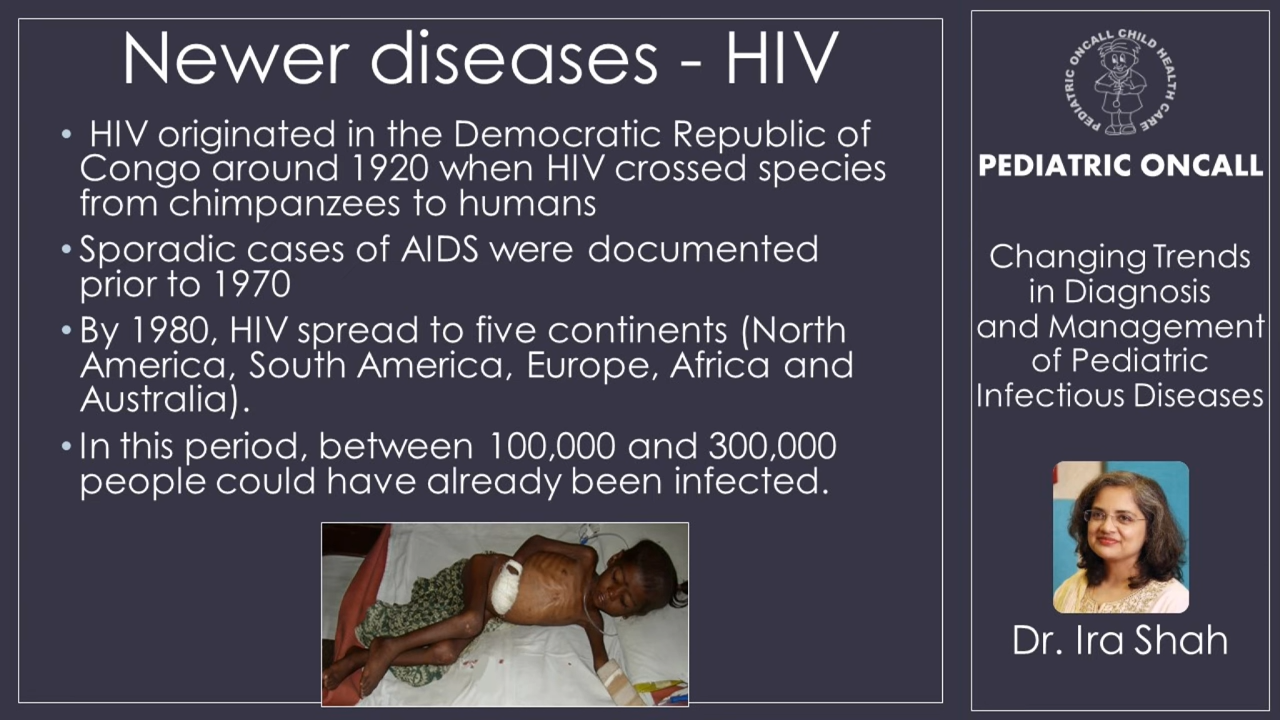 Newer diseases - HIV
• HIV originated in the Democratic Republic of
Congo around 1920 when HIV crossed species
from chimpanzees to humans
• Sporadic cases of AIDS were documented
prior to 1970
• By 1980, HIV spread to five continents (North
America, South America, Europe, Africa and
Australia).
• In this period, between 100,000 and 300,000
people could have already been infected.
PEDIATRIC ONCALL CHILD HEALTH CARE
PEDIATRIC ONCALL
Changing Trends
in Diagnosis
and Management
of Pediatric
Infectious Diseases
Dr. Ira Shah